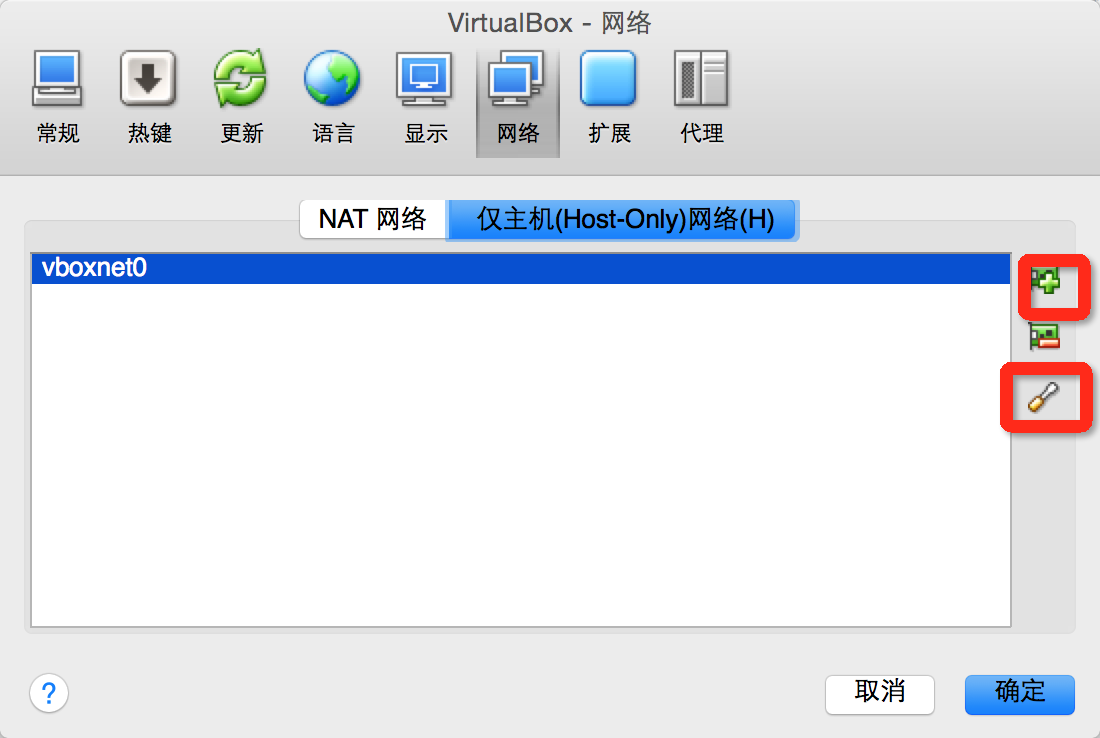 VirtualBox - 网络
常规 热键 更新 语言 显示 网络 扩展 代理
NAT 网络 仅主机(Host-Only)网络(H)
vboxnet0
? 取消 确定